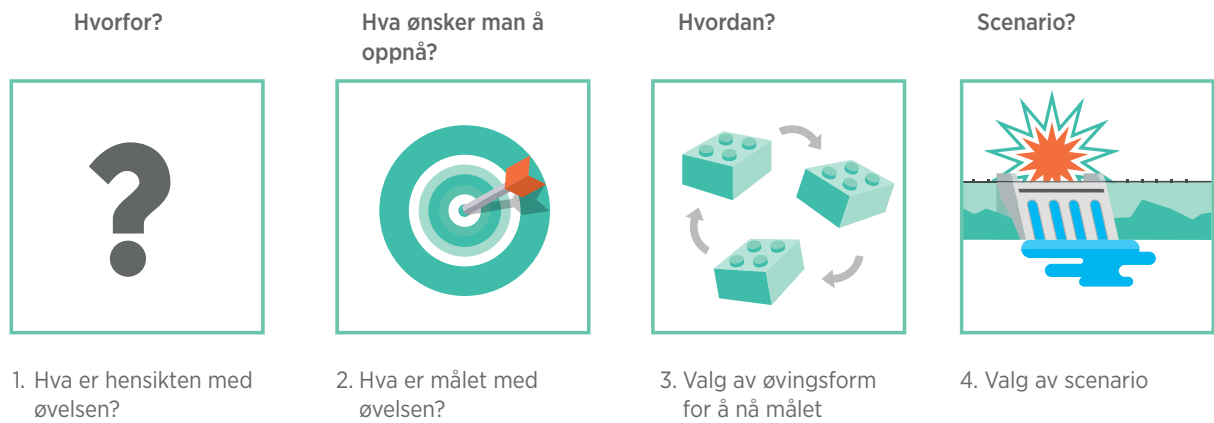 Hvorfor?
Hva ønsker man å
oppnå?
Hvordan?
Scenario?
1. Hva er hensikten med
øvelsen?
2. Hva er målet med
øvelsen?
3. Valg av øvingsform
for å nå målet
4. Valg av scenario